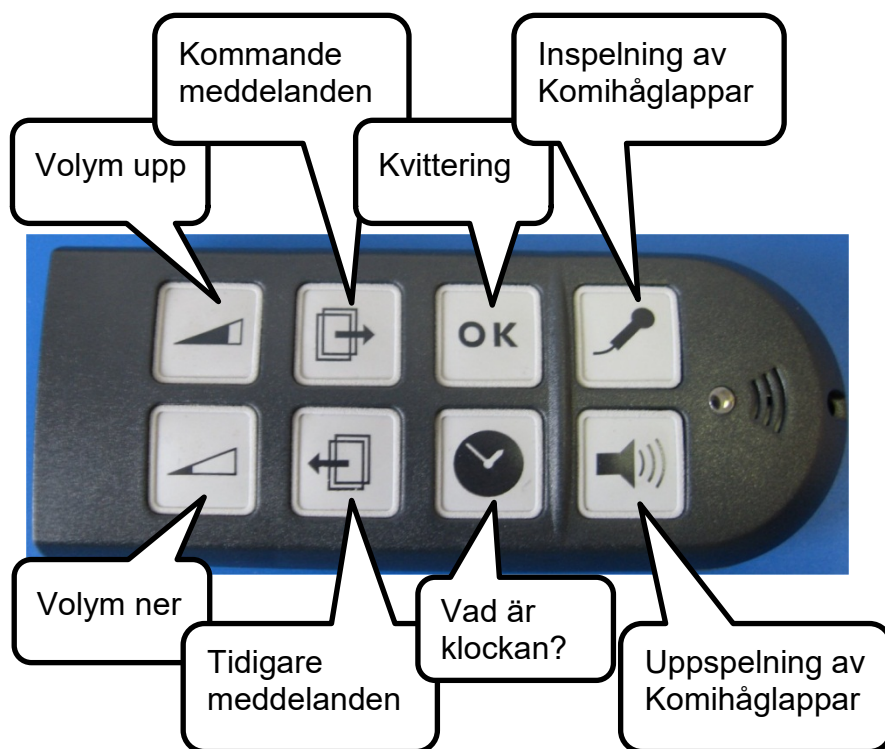 Kommande
meddelanden
Inspelning av
Komihåglappar
Volym upp
Kvittering
OK
Volym ner
Tidigare
meddelanden
Vad är
klockan?
Uppspelning av
Komihåglappar